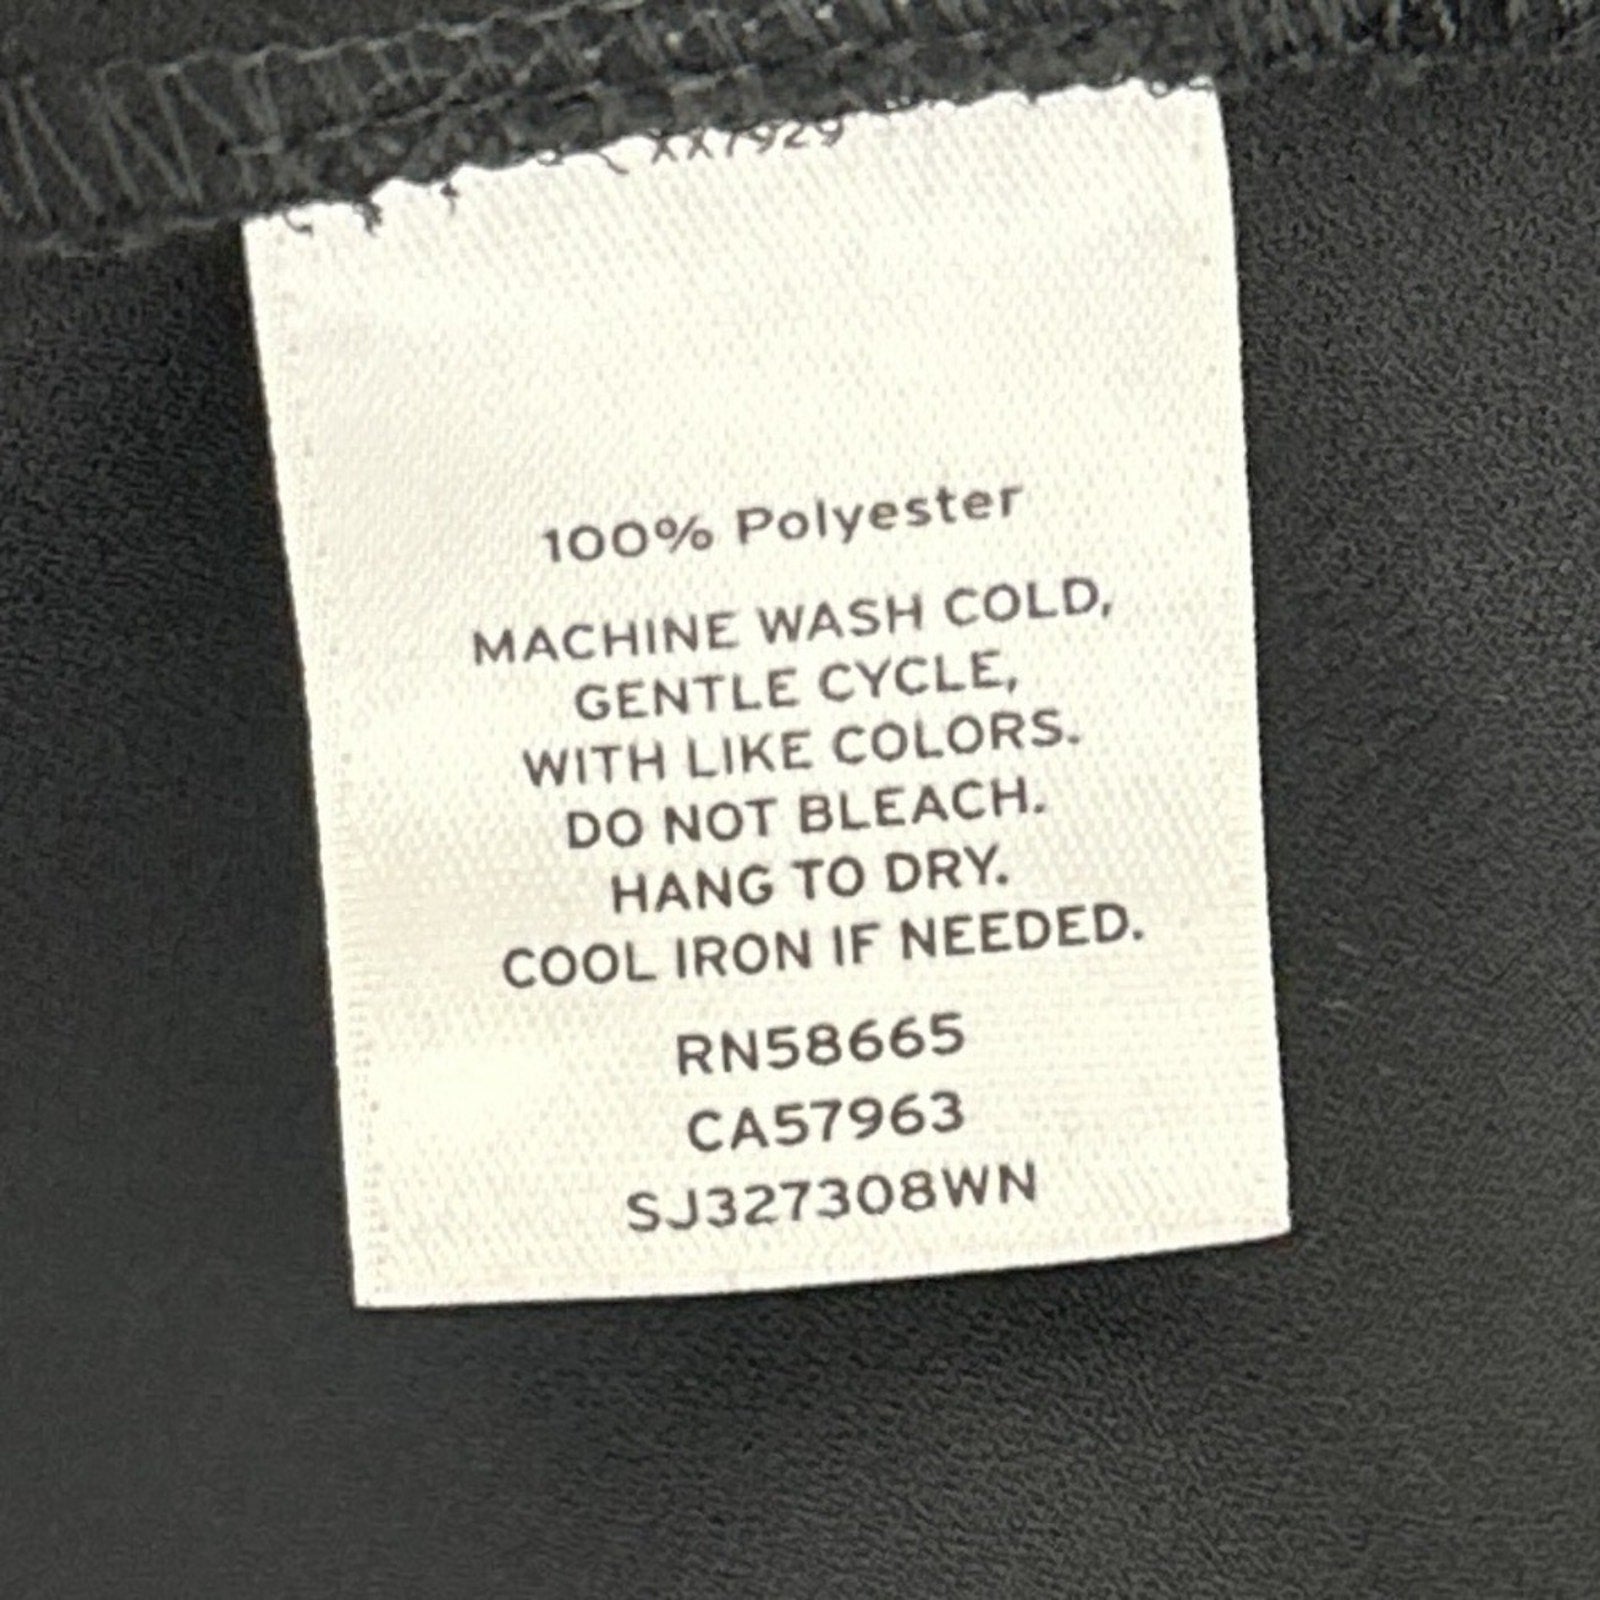 XX7929
100% Polyester
MACHINE WASH COLD,
GENTLE CYCLE,
WITH LIKE COLORS.
DO NOT BLEACH.
HANG TO DRY.
COOL IRON IF NEEDED.
RN58665
CA57963
SJ327308WN